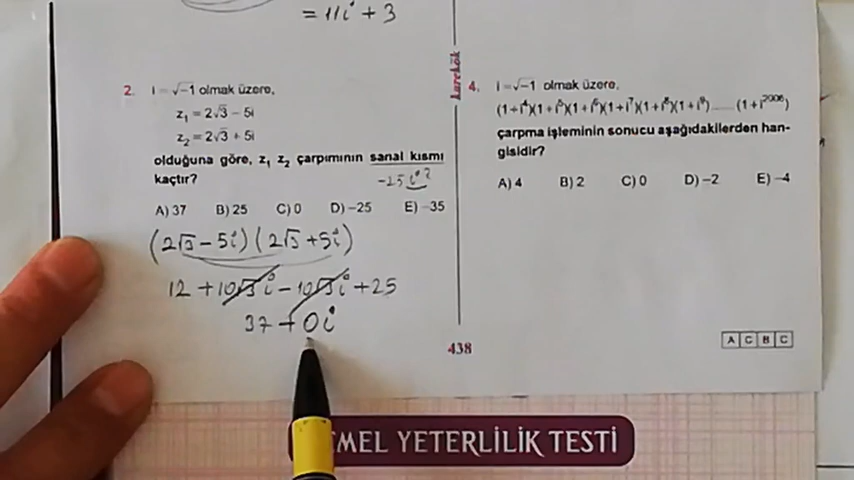 = 11i + 3
2. i = √-1 olmak üzere,
z₁ = 2√3 - 5i
z₂ = 2√3 + 5i
olduğuna göre, z₁ z₂ çarpımının sanal kısmı
kaçtır?
-25i²
A) 37 B) 25 C) 0 D) -25 E) -35
(2√3 - 5i) (2√3 + 5i)
12 + 10√3i - 10√3i + 25
37 + 0i
karekök
4. i = √-1 olmak üzere,
(1+i⁴)(1+i⁵)(1+i⁶)(1+i⁷)(1+i⁸)(1+i⁹) ...... (1+i²⁰⁰⁶)
çarpma işleminin sonucu aşağıdakilerden han-
gisidir?
A) 4 B) 2 C) 0 D) -2 E) -4
438
A C B C
MEL YETERLİLİK TESTİ